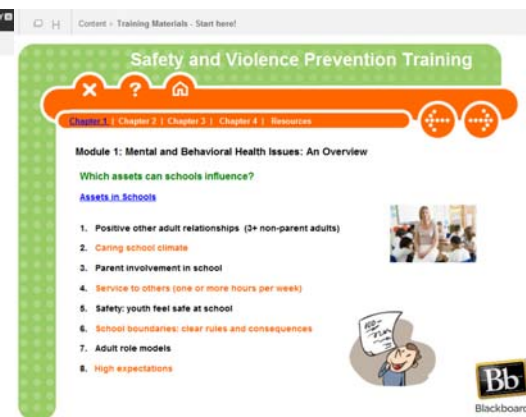 Content > Training Materials - Start here!
Safety and Violence Prevention Training
Chapter 1 | Chapter 2 | Chapter 3 | Chapter 4 | Resources
Module 1: Mental and Behavioral Health Issues: An Overview
Which assets can schools influence?
Assets in Schools
1. Positive other adult relationships (3+ non-parent adults)
2. Caring school climate
3. Parent involvement in school
4. Service to others (one or more hours per week)
5. Safety: youth feel safe at school
6. School boundaries: clear rules and consequences
7. Adult role models
8. High expectations
Bb
Blackboard